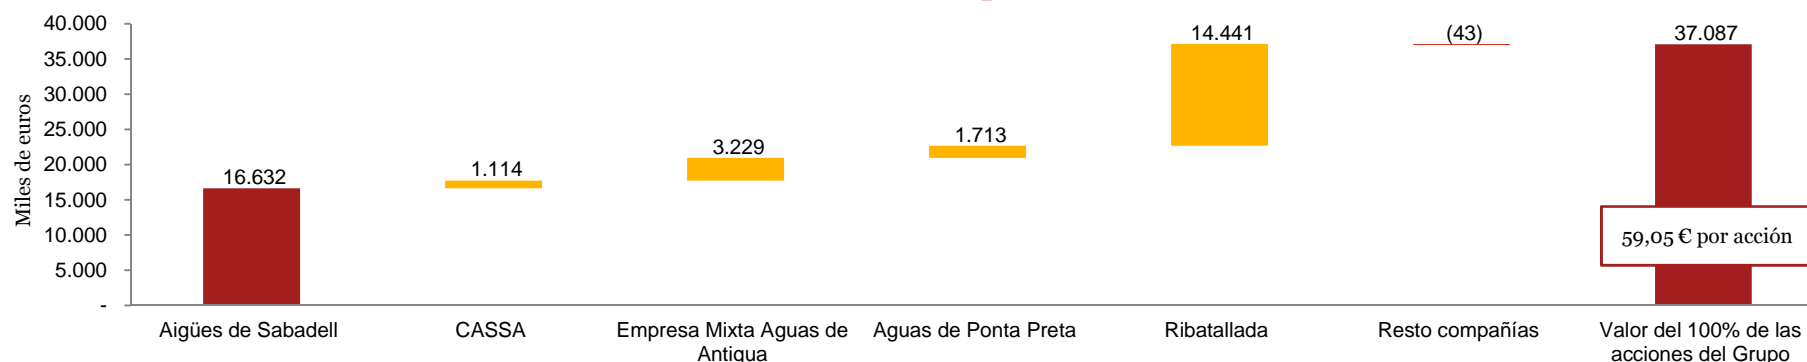 Miles de euros
40.000
35.000
30.000
25.000
20.000
15.000
10.000
5.000
-
16.632
1.114
3.229
1.713
14.441
(43)
37.087
59,05 € por acción
Aigües de Sabadell
CASSA
Empresa Mixta Aguas de
Antigua
Aguas de Ponta Preta
Ribatallada
Resto compañías
Valor del 100% de las
acciones del Grupo